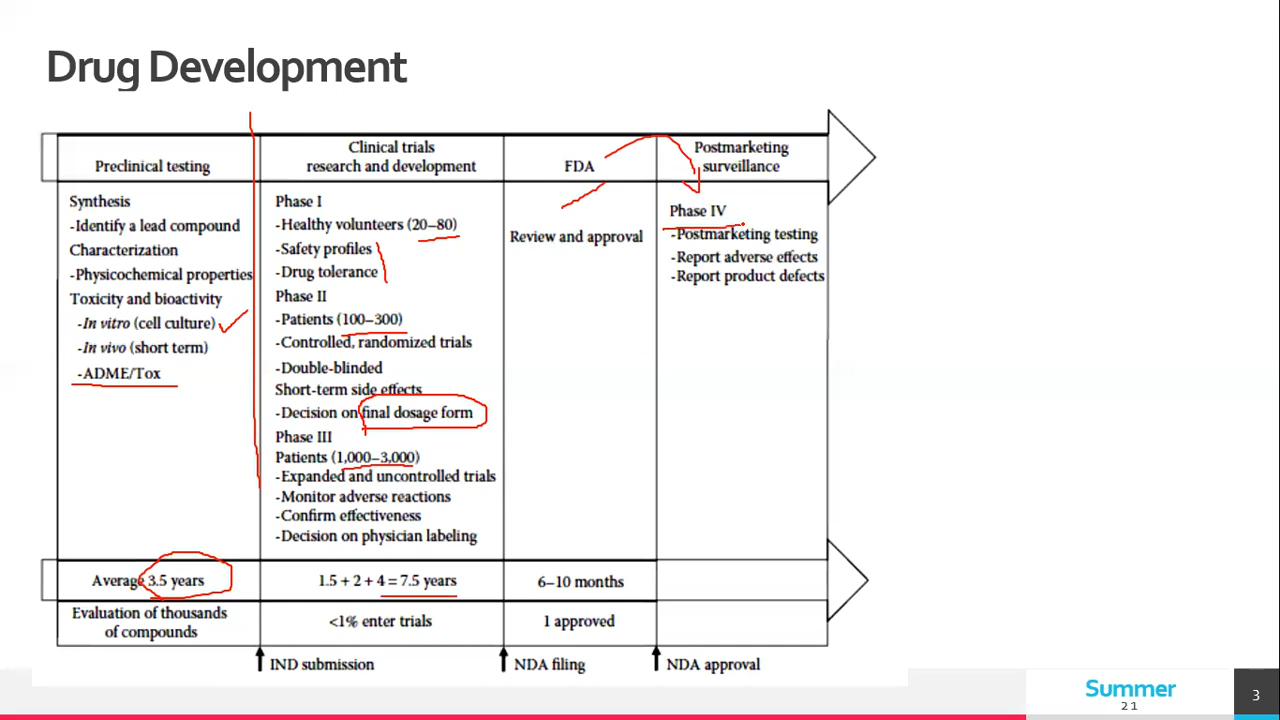 Drug Development
Preclinical testing
Clinical trials
research and development
FDA
Postmarketing
surveillance
Synthesis
-Identify a lead compound
Characterization
-Physicochemical properties
Toxicity and bioactivity
-In vitro (cell culture)
-In vivo (short term)
-ADME/Tox
Phase I
-Healthy volunteers (20–80)
-Safety profiles
-Drug tolerance
Phase II
-Patients (100–300)
-Controlled, randomized trials
-Double-blinded
Short-term side effects
-Decision on final dosage form
Phase III
Patients (1,000–3,000)
-Expanded and uncontrolled trials
-Monitor adverse reactions
-Confirm effectiveness
-Decision on physician labeling
Review and approval
Phase IV
-Postmarketing testing
-Report adverse effects
-Report product defects
Average 3.5 years
1.5 + 2 + 4 = 7.5 years
6–10 months
Evaluation of thousands
of compounds
<1% enter trials
1 approved
IND submission
NDA filing
NDA approval
Summer
21
3